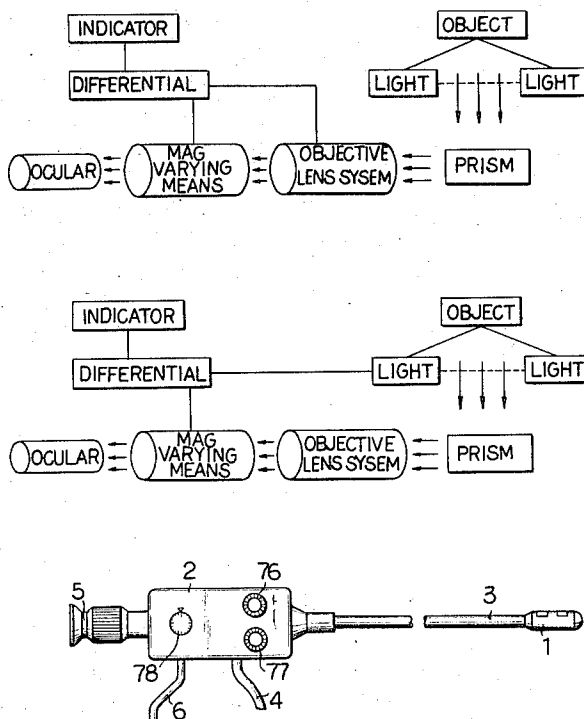 INDICATOR
OBJECT
DIFFERENTIAL
LIGHT
LIGHT
OCULAR
MAG
VARYING
MEANS
OBJECTIVE
LENS SYSEM
PRISM
INDICATOR
OBJECT
DIFFERENTIAL
LIGHT
LIGHT
OCULAR
MAG
VARYING
MEANS
OBJECTIVE
LENS SYSEM
PRISM
5
2
76
3
78
77
1
6
4